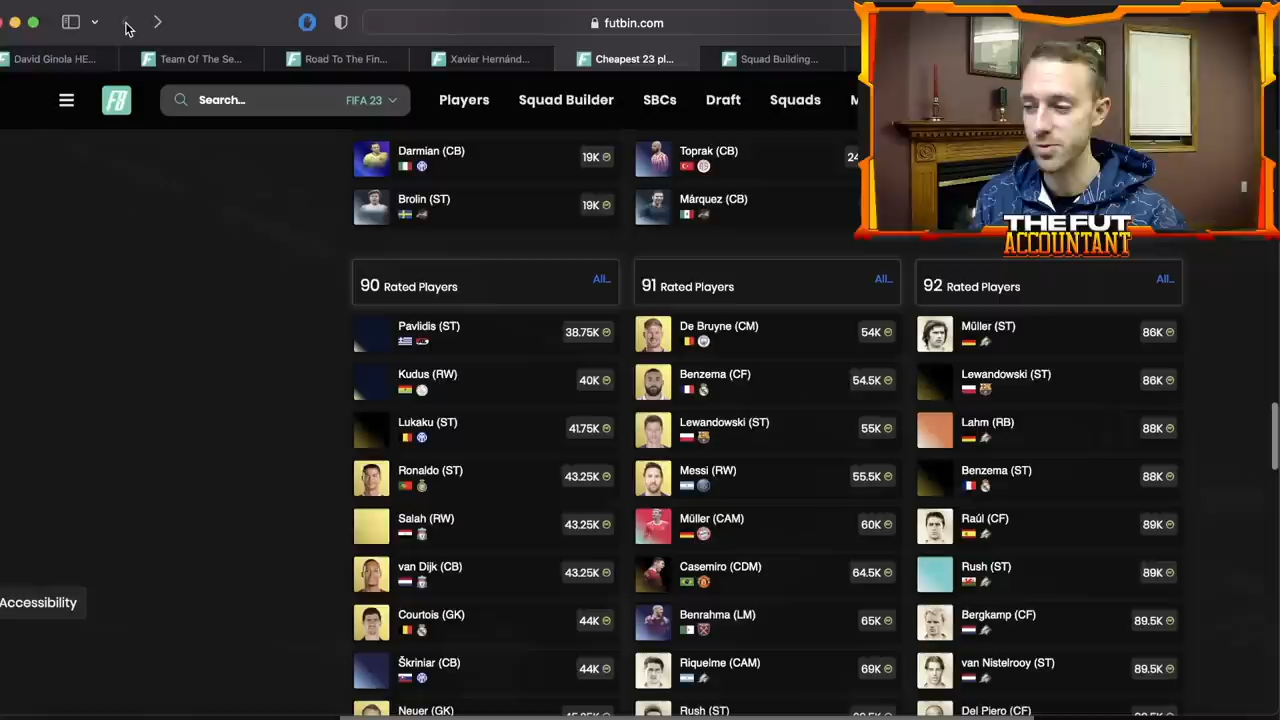 futbin.com
David Ginola HE...
Team Of The Se...
Road To The Fin...
Xavier Hernánd...
Cheapest 23 pl...
Squad Building...
F8
Search...
FIFA 23
Players
Squad Builder
SBCs
Draft
Squads
M
Darmian (CB)
19K
Toprak (CB)
24
Brolin (ST)
19K
Márquez (CB)
THE FUT
ACCOUNTANT
90 Rated Players
All...
91 Rated Players
All...
92 Rated Players
All...
Pavlidis (ST)
38.75K
De Bruyne (CM)
54K
Müller (ST)
86K
Kudus (RW)
40K
Benzema (CF)
54.5K
Lewandowski (ST)
86K
Lukaku (ST)
41.75K
Lewandowski (ST)
55K
Lahm (RB)
88K
Ronaldo (ST)
43.25K
Messi (RW)
55.5K
Benzema (ST)
88K
Salah (RW)
43.25K
Müller (CAM)
60K
Raúl (CF)
89K
van Dijk (CB)
43.25K
Casemiro (CDM)
64.5K
Rush (ST)
89K
Accessibility
Courtois (GK)
44K
Benrahma (LM)
65K
Bergkamp (CF)
89.5K
Škriniar (CB)
44K
Riquelme (CAM)
69K
van Nistelrooy (ST)
89.5K
Neuer (GK)
Rush (ST)
Del Piero (CF)